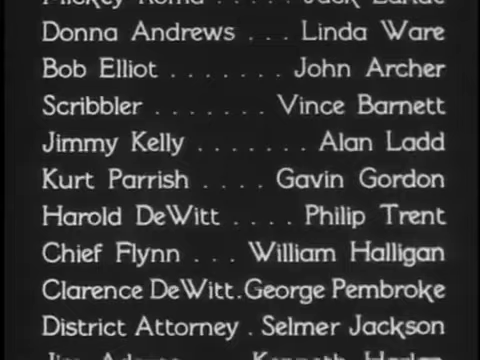 Donna Andrews . . . Linda Ware
Bob Elliot . . . . . . . John Archer
Scribbler . . . . . . . Vince Barnett
Jimmy Kelly . . . . . . . Alan Ladd
Kurt Parrish . . . . Gavin Gordon
Harold DeWitt . . . . Philip Trent
Chief Flynn . . . William Halligan
Clarence DeWitt.George Pembroke
District Attorney . Selmer Jackson